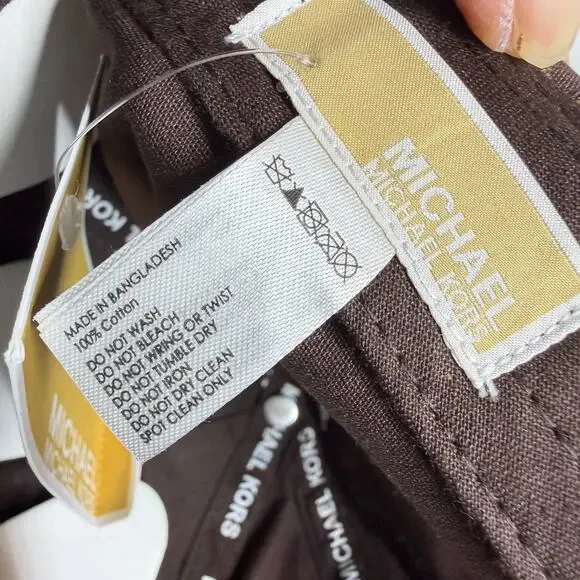 MICHAEL
MICHAEL KORS
MADE IN BANGLADESH
100% Cotton
DO NOT WASH
DO NOT BLEACH
DO NOT WRING OR TWIST
DO NOT TUMBLE DRY
DO NOT IRON
DO NOT DRY CLEAN
SPOT CLEAN ONLY
MICHAEL
KORS
MICHAEL KORS
MICHAEL KORS
MICHAEL